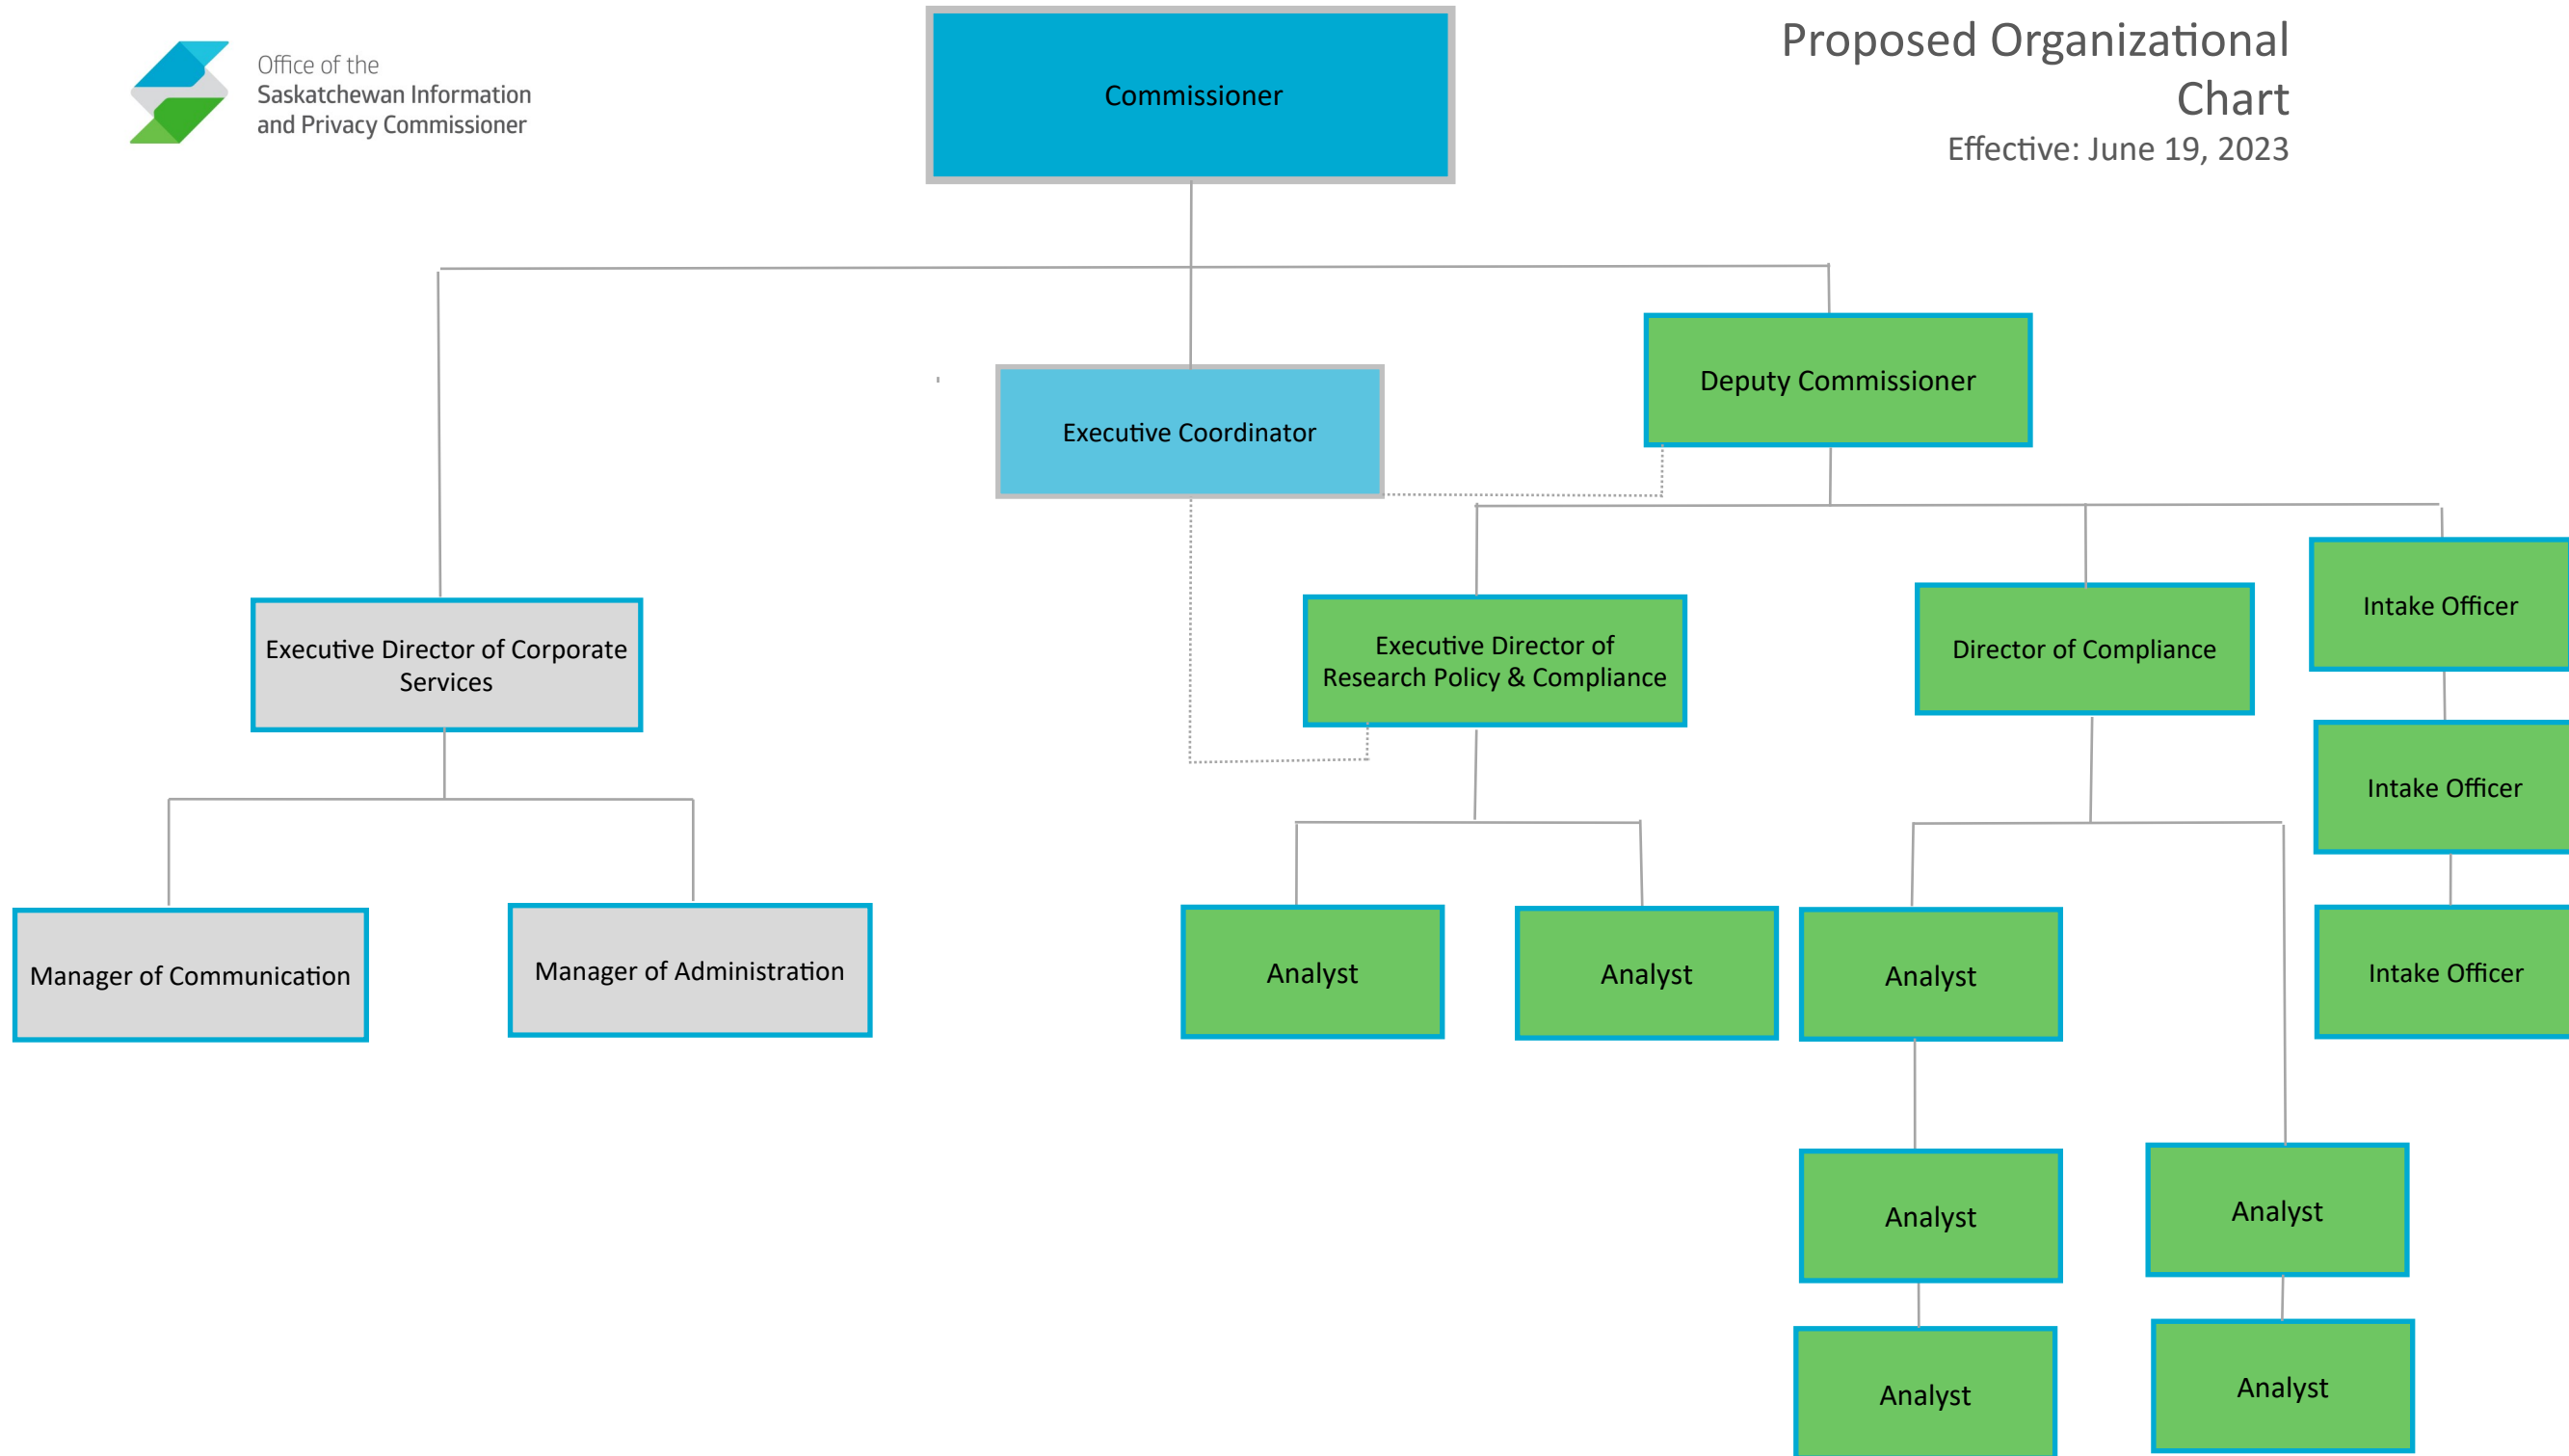 Office of the
Saskatchewan Information
and Privacy Commissioner
Commissioner
Proposed Organizational
Chart
Effective: June 19, 2023
Executive Coordinator
Deputy Commissioner
Executive Director of Corporate
Services
Executive Director of
Research Policy & Compliance
Director of Compliance
Intake Officer
Intake Officer
Manager of Communication
Manager of Administration
Analyst
Analyst
Analyst
Intake Officer
Analyst
Analyst
Analyst
Analyst